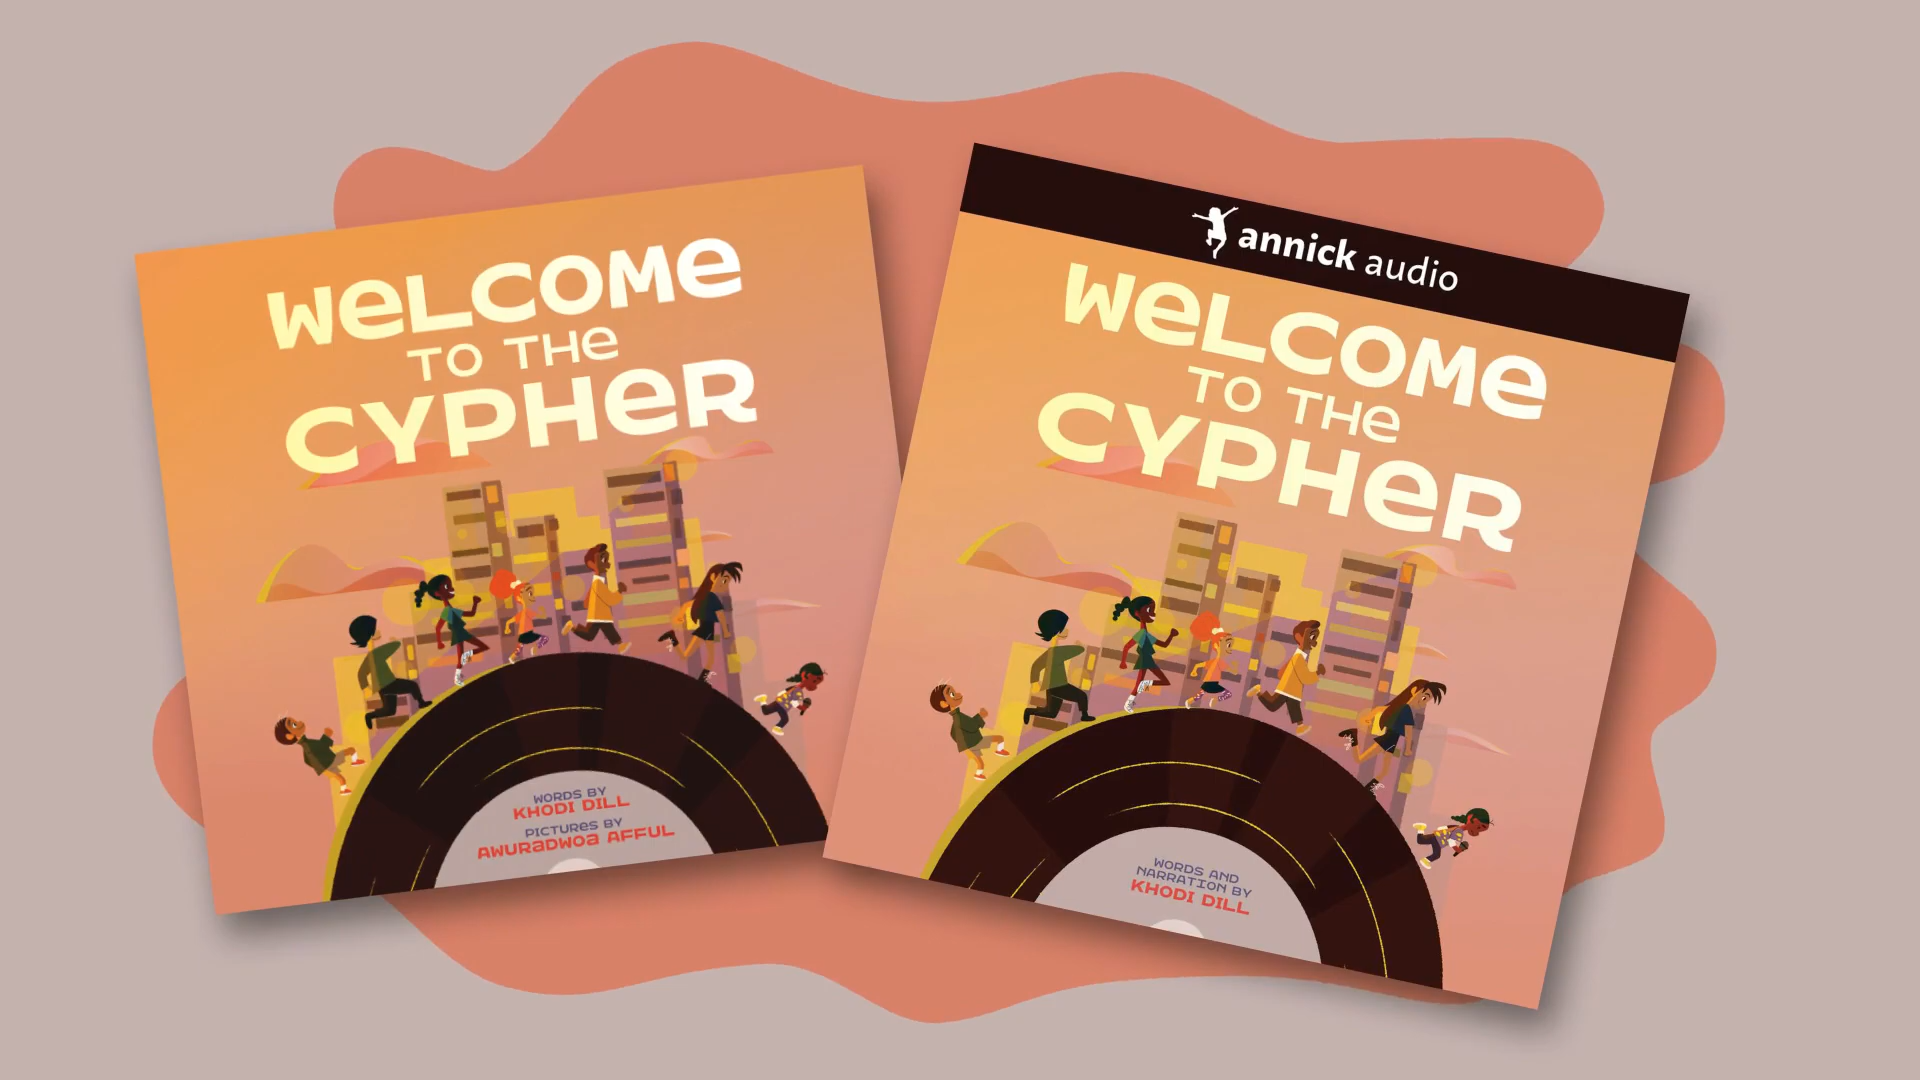 WELCOME
TO THE
CYPHER
WORDS BY
KHODI DILL
PICTURES BY
AWURADWOA AFFUL
annick audio
WELCOME
TO THE
CYPHER
WORDS AND
NARRATION BY
KHODI DILL